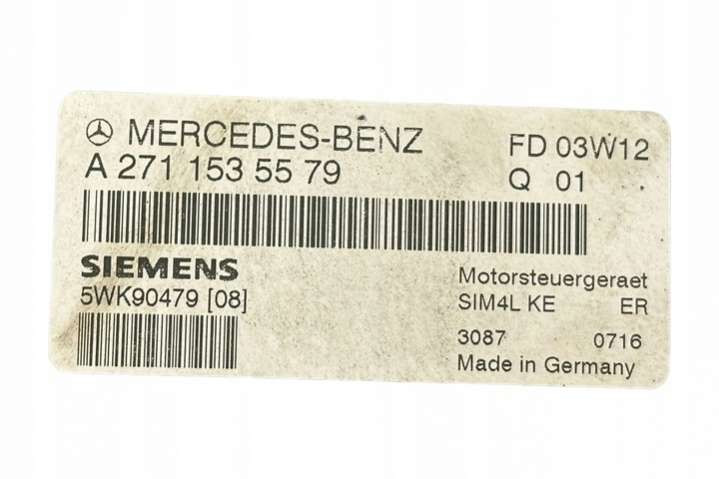 MERCEDES-BENZ FD 03W12
A 271 153 55 79 Q 01
SIEMENS Motorsteuergeraet
5WK90479 [08] SIM4L KE ER
3087 0716
Made in Germany